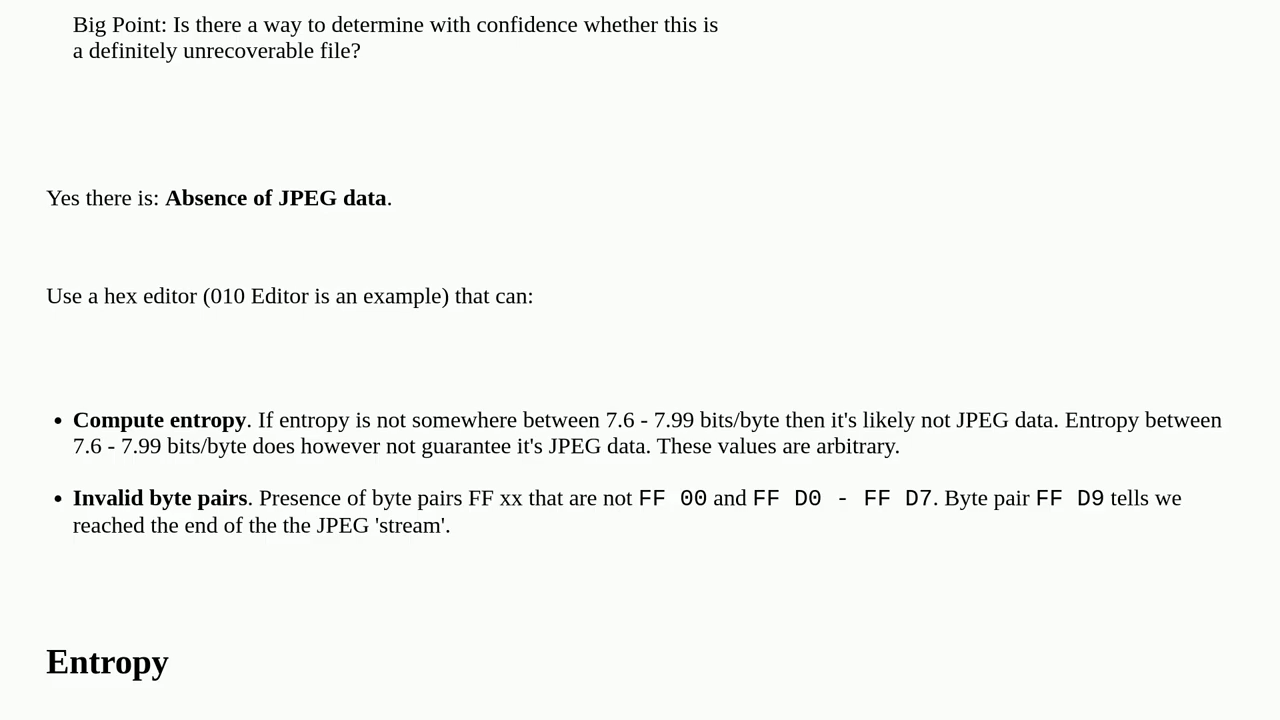 Big Point: Is there a way to determine with confidence whether this is
a definitely unrecoverable file?
Yes there is: Absence of JPEG data.
Use a hex editor (010 Editor is an example) that can:
• Compute entropy. If entropy is not somewhere between 7.6 - 7.99 bits/byte then it's likely not JPEG data. Entropy between
7.6 - 7.99 bits/byte does however not guarantee it's JPEG data. These values are arbitrary.
• Invalid byte pairs. Presence of byte pairs FF xx that are not FF 00 and FF D0 - FF D7. Byte pair FF D9 tells we
reached the end of the the JPEG 'stream'.
Entropy